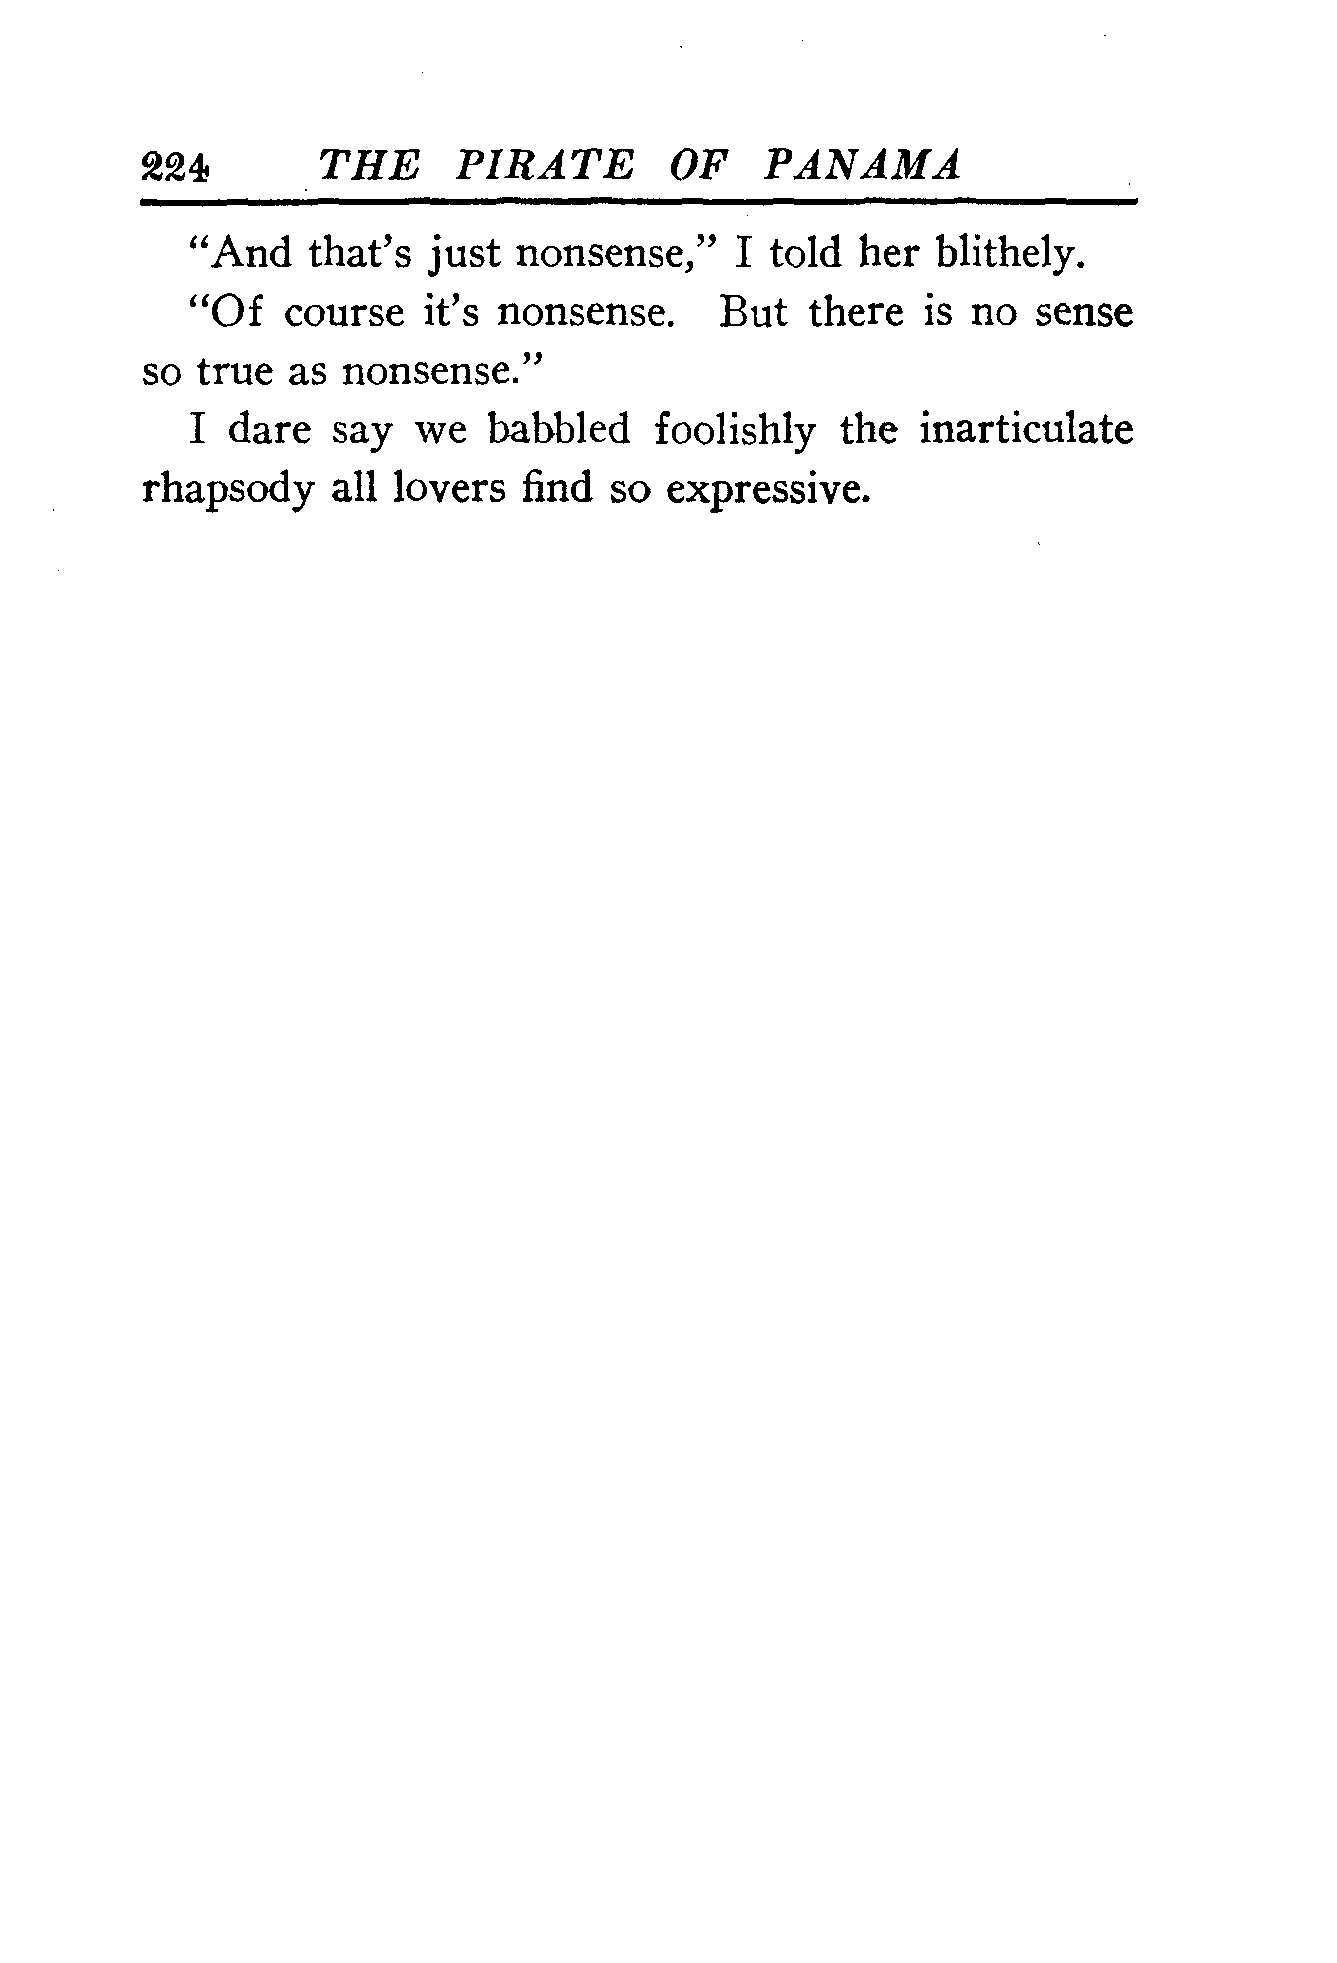 224 THE PIRATE OF PANAMA
“And that’s just nonsense,” I told her blithely.
“Of course it’s nonsense. But there is no sense
so true as nonsense.”
I dare say we babbled foolishly the inarticulate
rhapsody all lovers find so expressive.